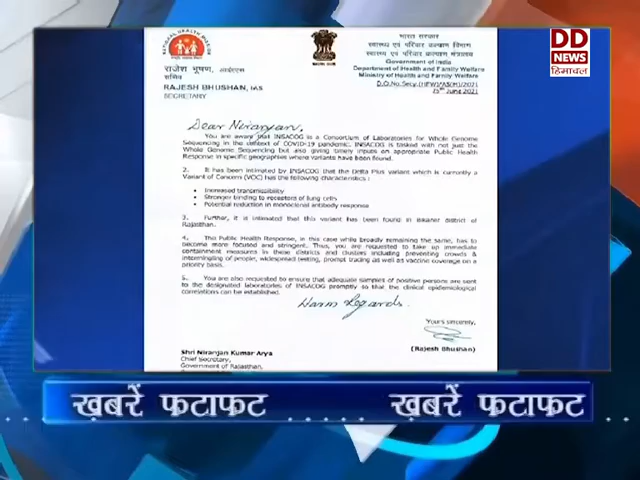 NATIONAL HEALTH MISSION
राजेश भूषण, आईएएस
सचिव
RAJESH BHUSHAN, IAS
SECRETARY
भारत सरकार
स्वास्थ्य एवं परिवार कल्याण विभाग
स्वास्थ्य एवं परिवार कल्याण मंत्रालय
Government of India
Department of Health and Family Welfare
Ministry of Health and Family Welfare
25th June 2021
DD
NEWS
हिमाचल
Dear Niranjan,
You are aware that INSACOG is a Consortium of Laboratories for Whole Genome
Sequencing in the context of COVID-19 pandemic. INSACOG is tasked with not just the
Whole Genome Sequencing but also giving timely inputs on appropriate Public Health
Response in specific geographies where variants have been found.
2. It has been intimated by INSACOG that the Delta Plus variant which is currently a
Variant of Concern (VOC) has the following characteristics :
• Increased transmissibility
• Stronger binding to receptors of lung cells
• Potential reduction in monoclonal antibody response
3. Further, it is intimated that this variant has been found in Bikaner district of
Rajasthan.
4. The Public Health Response, in this case while broadly remaining the same, has to
become more focused and stringent. Thus, you are requested to take up immediate
containment measures in these districts and clusters including preventing crowds &
intermingling of people, widespread testing, prompt tracing as well as vaccine coverage on a
priority basis.
5. You are also requested to ensure that adequate samples of positive persons are sent
to the designated laboratories of INSACOG promptly so that the clinical epidemiological
correlations can be established.
Warm Regards.
Yours sincerely,
(Rajesh Bhushan)
Shri Niranjan Kumar Arya
Chief Secretary,
Government of Rajasthan,
ख़बरें फटाफट ख़बरें फटाफट